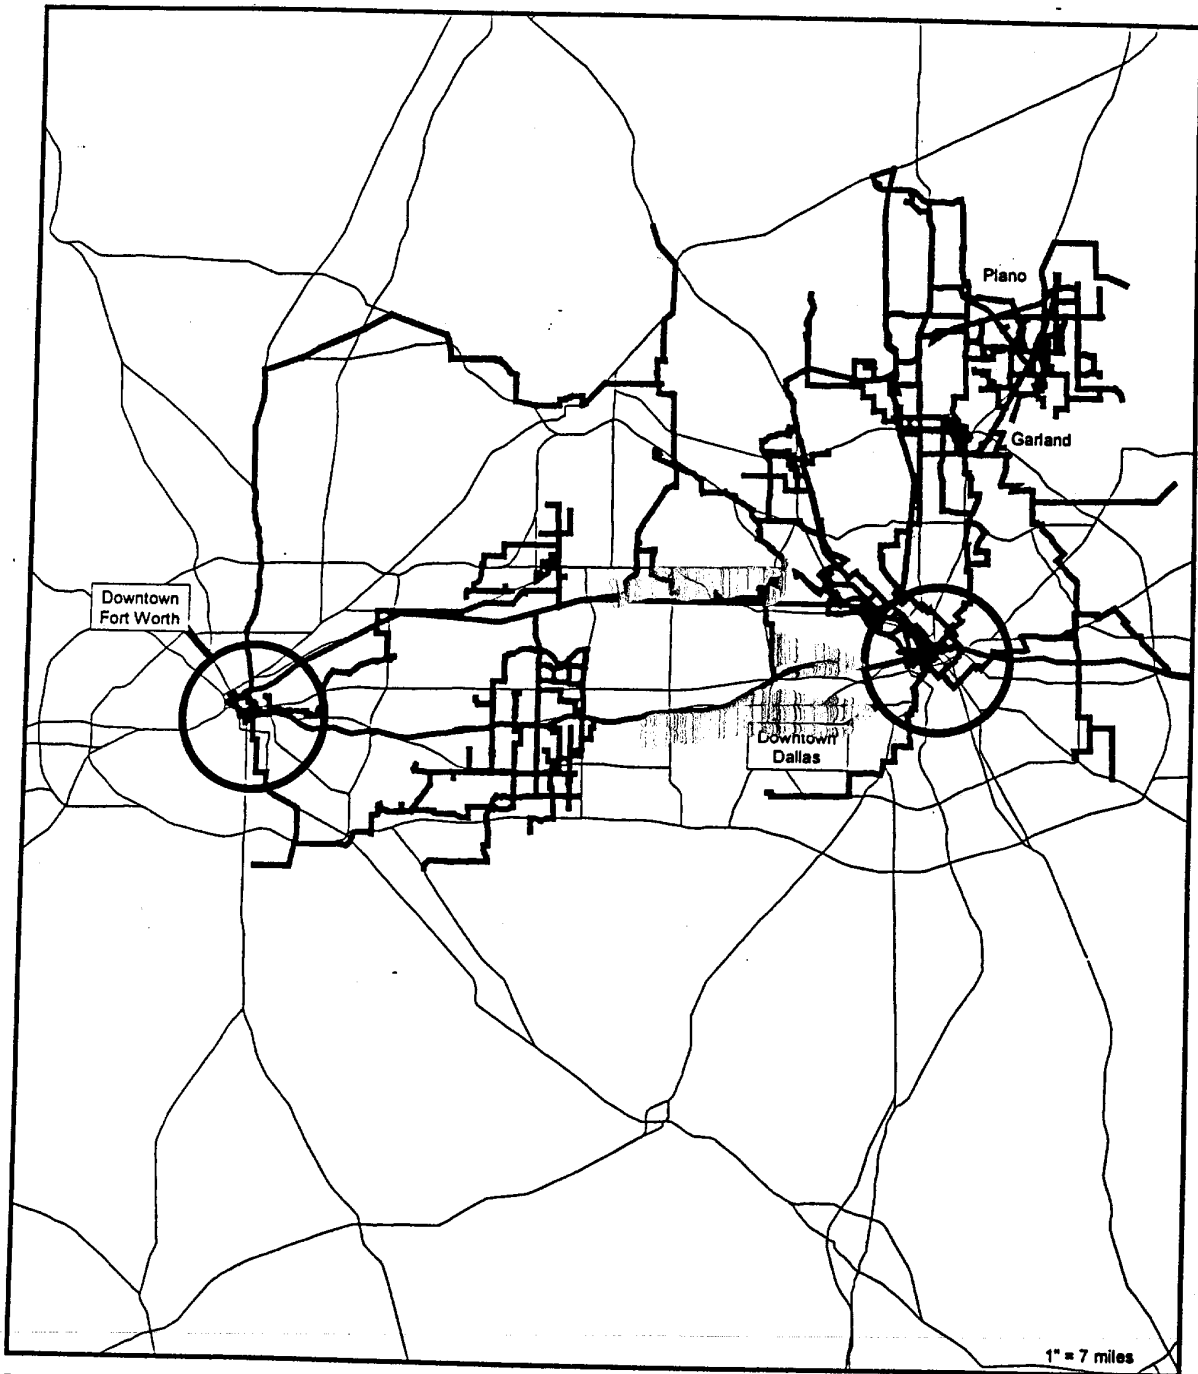 Plano
Garland
Downtown
Fort Worth
Downtown
Dallas
1" = 7 miles